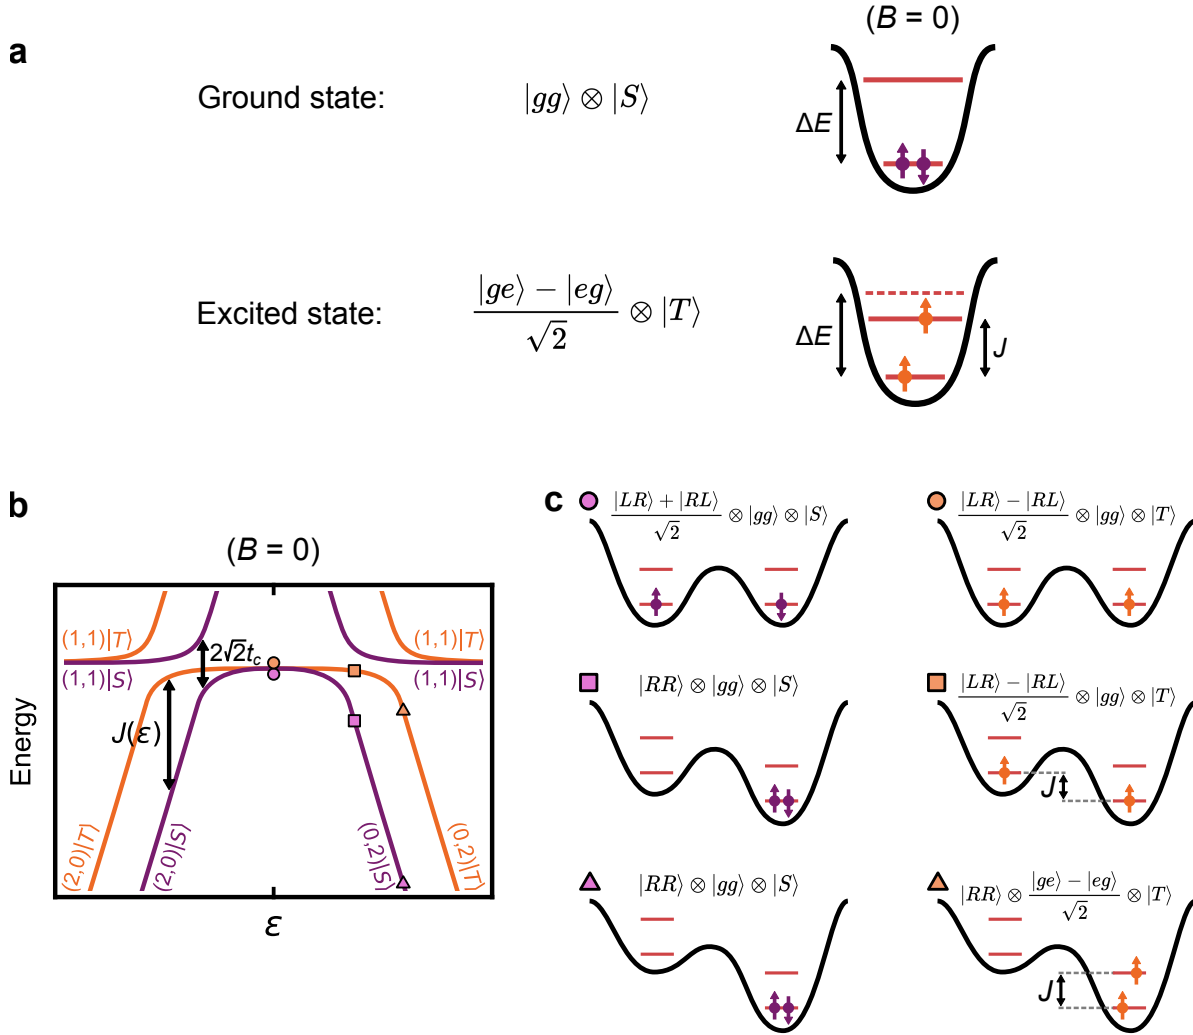 a
(B = 0)
Ground state:
|gg⟩ ⊗ |S⟩
ΔE
Excited state:
|ge⟩ − |eg⟩
√2
⊗ |T⟩
ΔE
J
b
(B = 0)
Energy
(1,1)|T⟩
(1,1)|S⟩
2√2t_c
(1,1)|T⟩
(1,1)|S⟩
J(ε)
(2,0)|T⟩
(2,0)|S⟩
(0,2)|S⟩
(0,2)|T⟩
ε
c
|LR⟩ + |RL⟩
√2
⊗ |gg⟩ ⊗ |S⟩
|LR⟩ − |RL⟩
√2
⊗ |gg⟩ ⊗ |T⟩
|RR⟩ ⊗ |gg⟩ ⊗ |S⟩
|LR⟩ − |RL⟩
√2
⊗ |gg⟩ ⊗ |T⟩
J
|RR⟩ ⊗ |gg⟩ ⊗ |S⟩
|RR⟩ ⊗
|ge⟩ − |eg⟩
√2
⊗ |T⟩
J